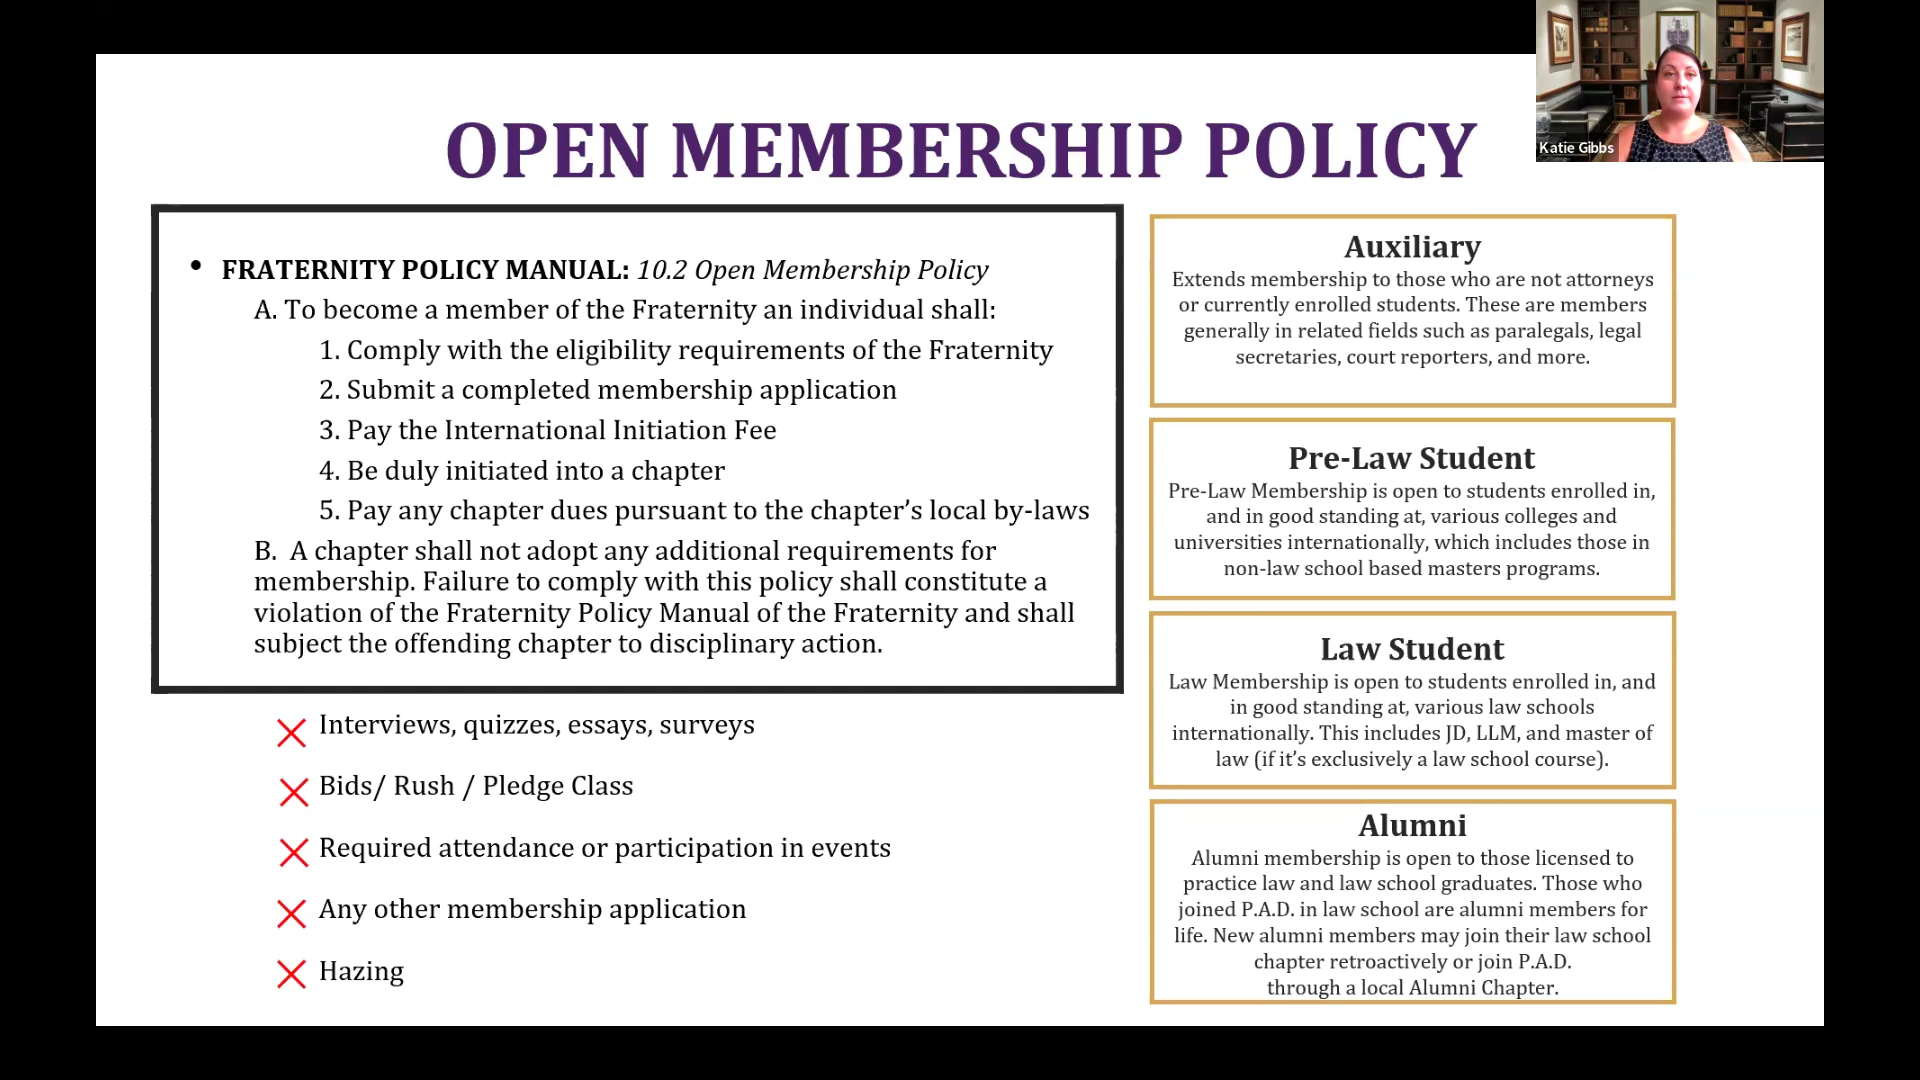 OPEN MEMBERSHIP POLICY
Katie Gibbs
• FRATERNITY POLICY MANUAL: 10.2 Open Membership Policy
A. To become a member of the Fraternity an individual shall:
1. Comply with the eligibility requirements of the Fraternity
2. Submit a completed membership application
3. Pay the International Initiation Fee
4. Be duly initiated into a chapter
5. Pay any chapter dues pursuant to the chapter’s local by-laws
B. A chapter shall not adopt any additional requirements for
membership. Failure to comply with this policy shall constitute a
violation of the Fraternity Policy Manual of the Fraternity and shall
subject the offending chapter to disciplinary action.
Interviews, quizzes, essays, surveys
Bids/ Rush / Pledge Class
Required attendance or participation in events
Any other membership application
Hazing
Auxiliary
Extends membership to those who are not attorneys
or currently enrolled students. These are members
generally in related fields such as paralegals, legal
secretaries, court reporters, and more.
Pre-Law Student
Pre-Law Membership is open to students enrolled in,
and in good standing at, various colleges and
universities internationally, which includes those in
non-law school based masters programs.
Law Student
Law Membership is open to students enrolled in, and
in good standing at, various law schools
internationally. This includes JD, LLM, and master of
law (if it’s exclusively a law school course).
Alumni
Alumni membership is open to those licensed to
practice law and law school graduates. Those who
joined P.A.D. in law school are alumni members for
life. New alumni members may join their law school
chapter retroactively or join P.A.D.
through a local Alumni Chapter.